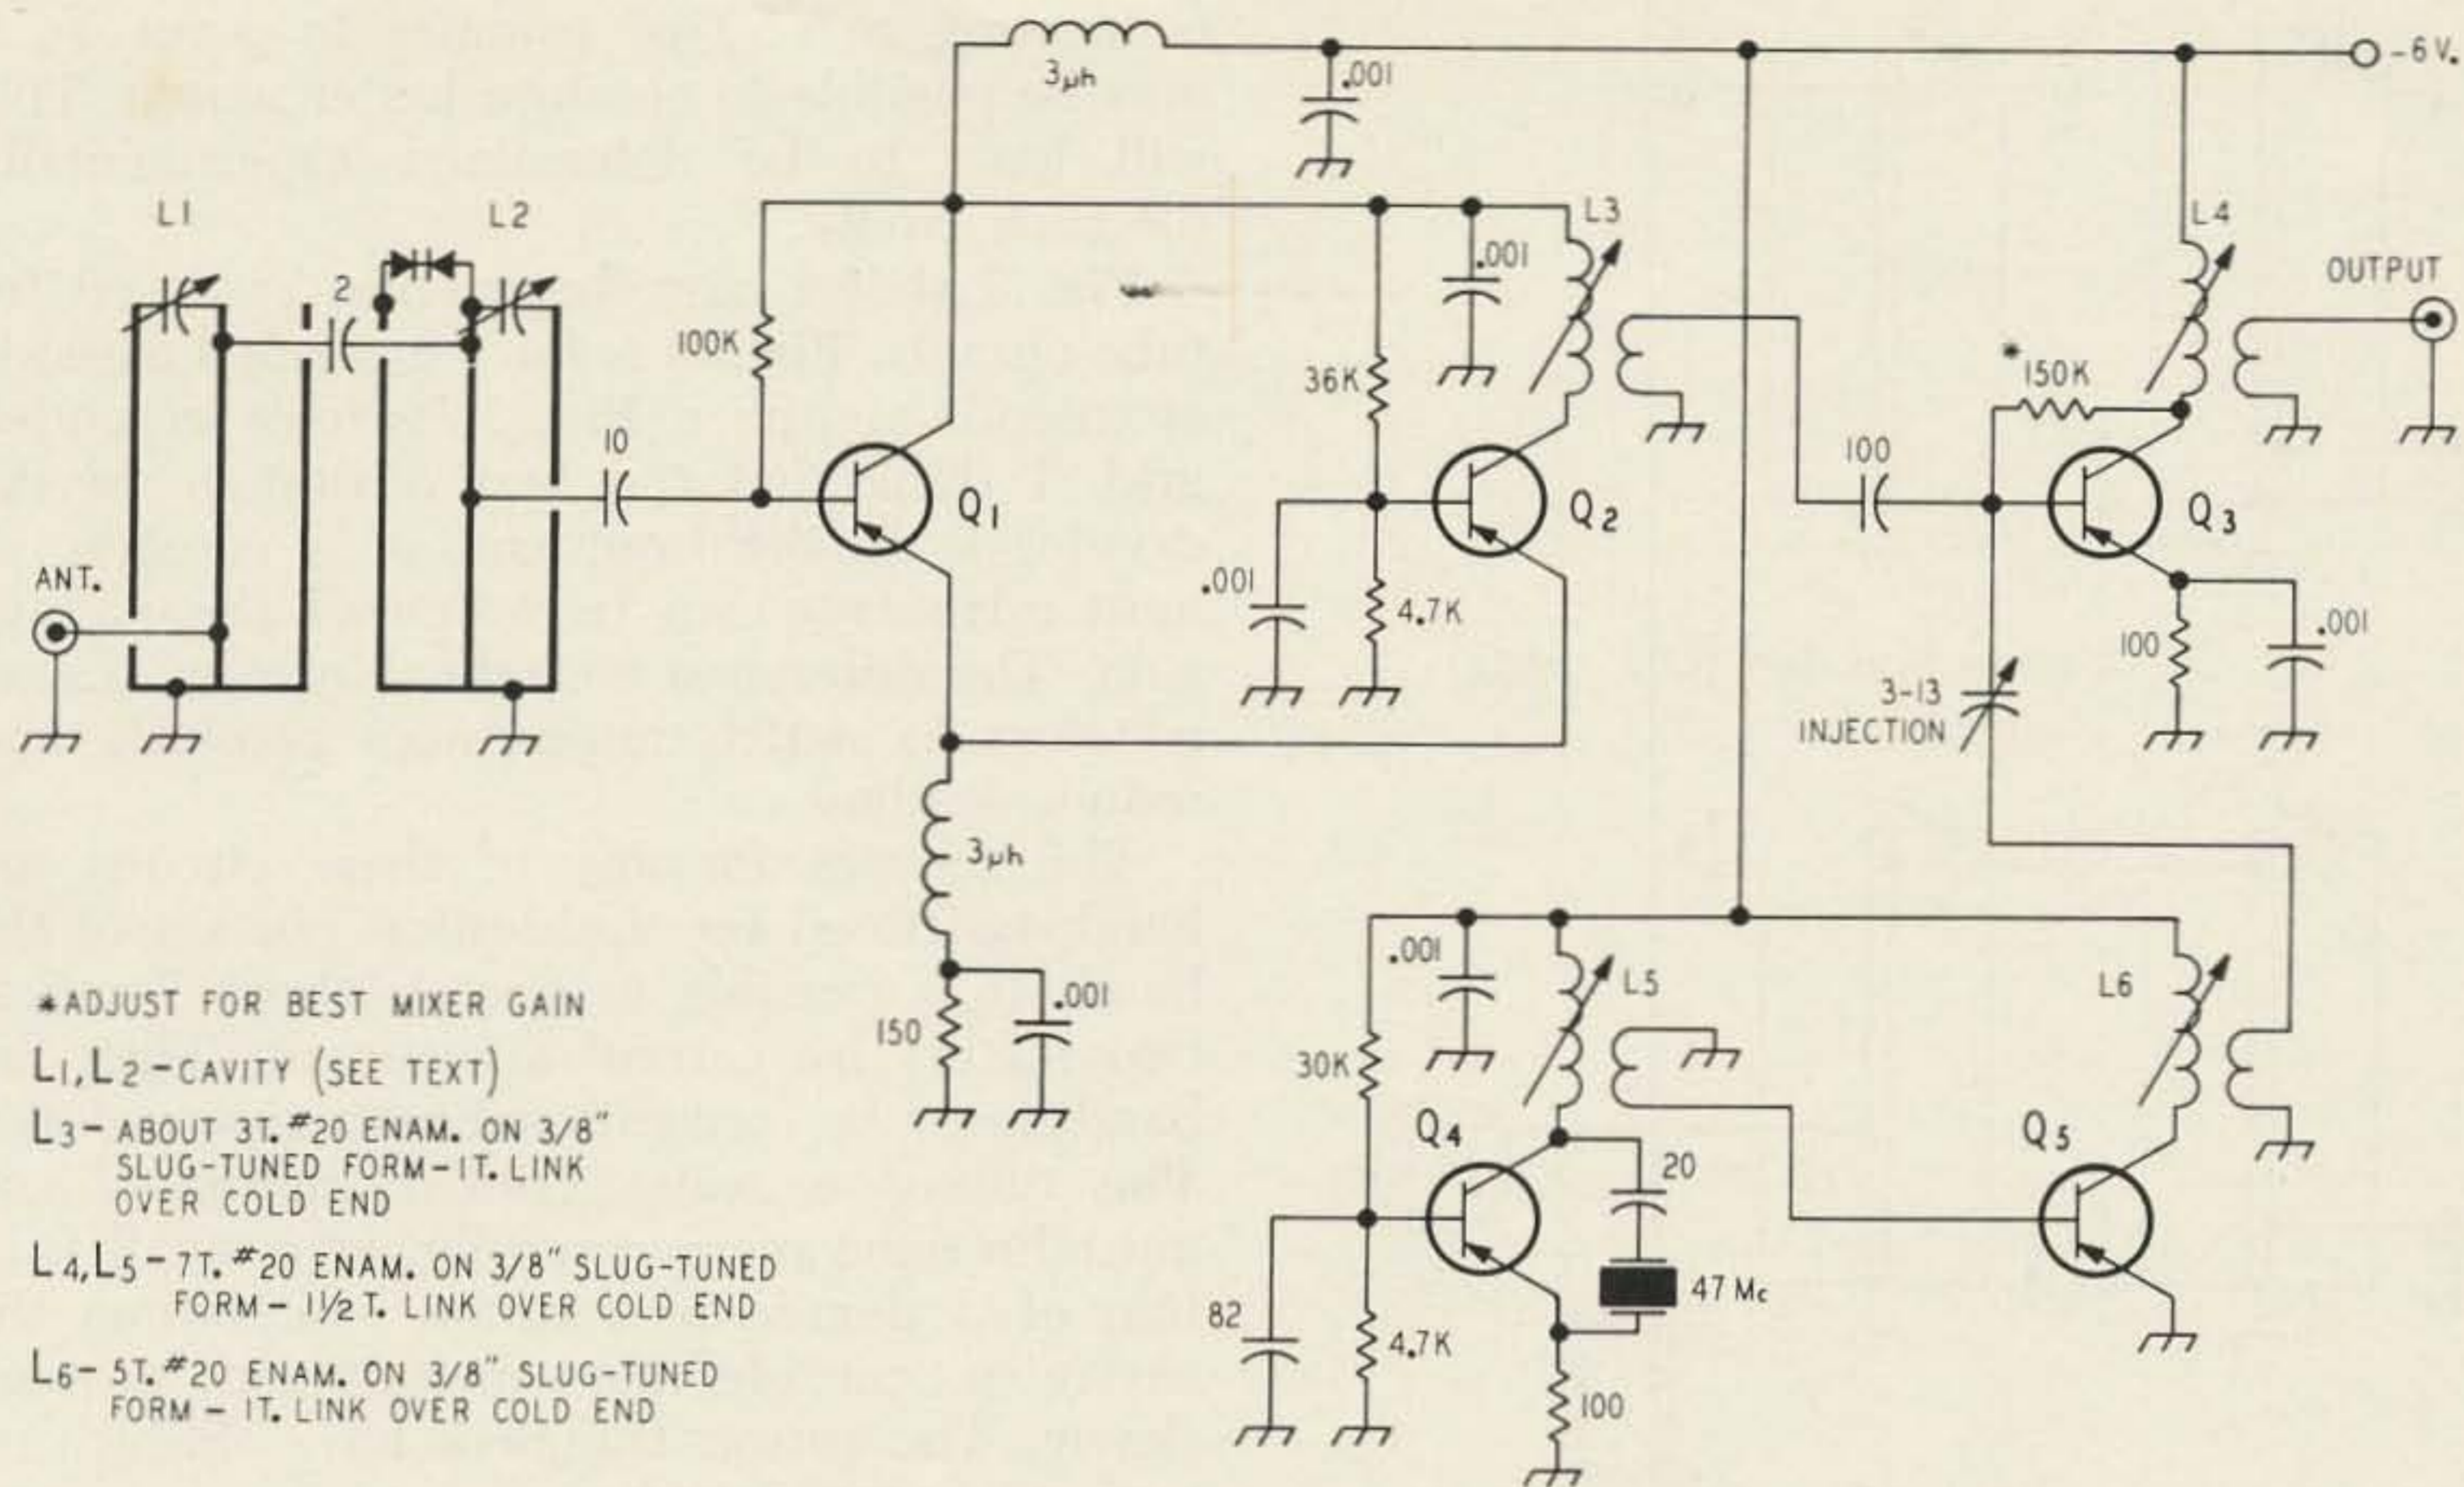 3µh
.001
-6 V.
L1
L2
2
100K
10
Q1
36K
.001
L3
.001
4.7K
Q2
L4
OUTPUT
*150K
100
Q3
100
.001
3-13
INJECTION
ANT.
3µh
150
.001
.001
L5
30K
Q4
20
47 Mc
82
4.7K
100
L6
Q5
*ADJUST FOR BEST MIXER GAIN
L1, L2 - CAVITY (SEE TEXT)
L3 - ABOUT 3T. #20 ENAM. ON 3/8"
SLUG-TUNED FORM - 1T. LINK
OVER COLD END
L4, L5 - 7T. #20 ENAM. ON 3/8" SLUG-TUNED
FORM - 1½ T. LINK OVER COLD END
L6 - 5T. #20 ENAM. ON 3/8" SLUG-TUNED
FORM - 1T. LINK OVER COLD END